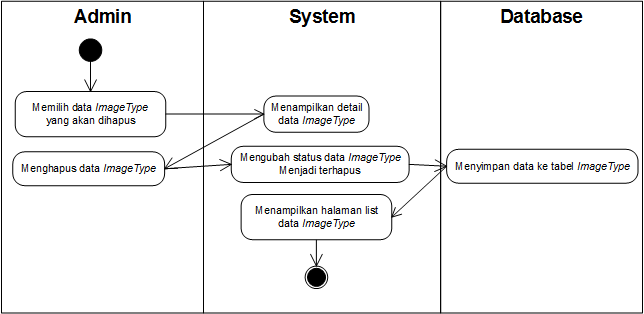 Admin
System
Database
Memilih data ImageType
yang akan dihapus
Menampilkan detail
data ImageType
Menghapus data ImageType
Mengubah status data ImageType
Menjadi terhapus
Menyimpan data ke tabel ImageType
Menampilkan halaman list
data ImageType